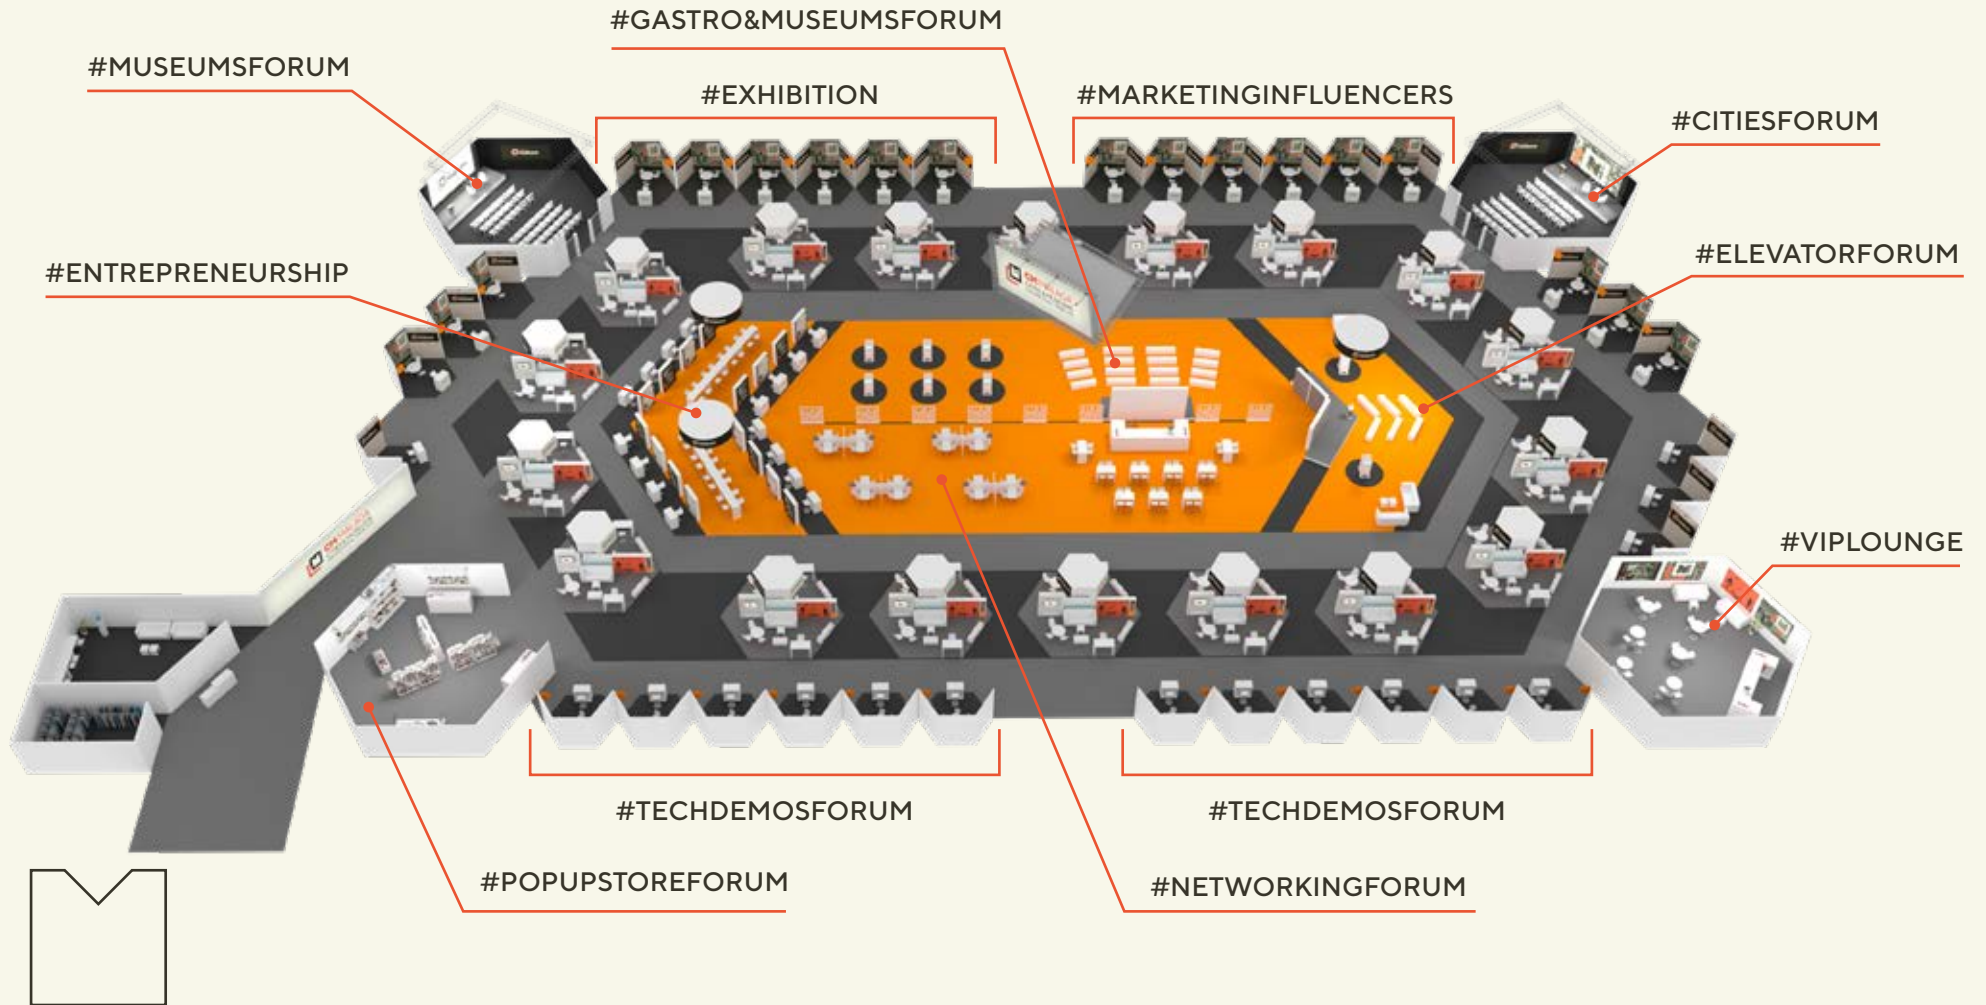 #GASTRO&MUSEUMSFORUM
#MUSEUMSFORUM
#EXHIBITION
#MARKETINGINFLUENCERS
#CITIESFORUM
#ELEVATORFORUM
#ENTREPRENEURSHIP
#VIPLOUNGE
#TECHDEMOSFORUM
#TECHDEMOSFORUM
#POPUPSTOREFORUM
#NETWORKINGFORUM